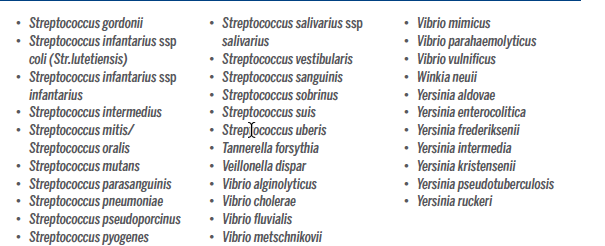 • Streptococcus gordonii
• Streptococcus infantarius ssp
coli (Str.lutetiensis)
• Streptococcus infantarius ssp
infantarius
• Streptococcus intermedius
• Streptococcus mitis/
Streptococcus oralis
• Streptococcus mutans
• Streptococcus parasanguinis
• Streptococcus pneumoniae
• Streptococcus pseudoporcinus
• Streptococcus pyogenes
• Streptococcus salivarius ssp
salivarius
• Streptococcus vestibularis
• Streptococcus sanguinis
• Streptococcus sobrinus
• Streptococcus suis
• Streptococcus uberis
• Tannerella forsythia
• Veillonella dispar
• Vibrio alginolyticus
• Vibrio cholerae
• Vibrio fluvialis
• Vibrio metschnikovii
• Vibrio mimicus
• Vibrio parahaemolyticus
• Vibrio vulnificus
• Winkia neuii
• Yersinia aldovae
• Yersinia enterocolitica
• Yersinia frederiksenii
• Yersinia intermedia
• Yersinia kristensenii
• Yersinia pseudotuberculosis
• Yersinia ruckeri